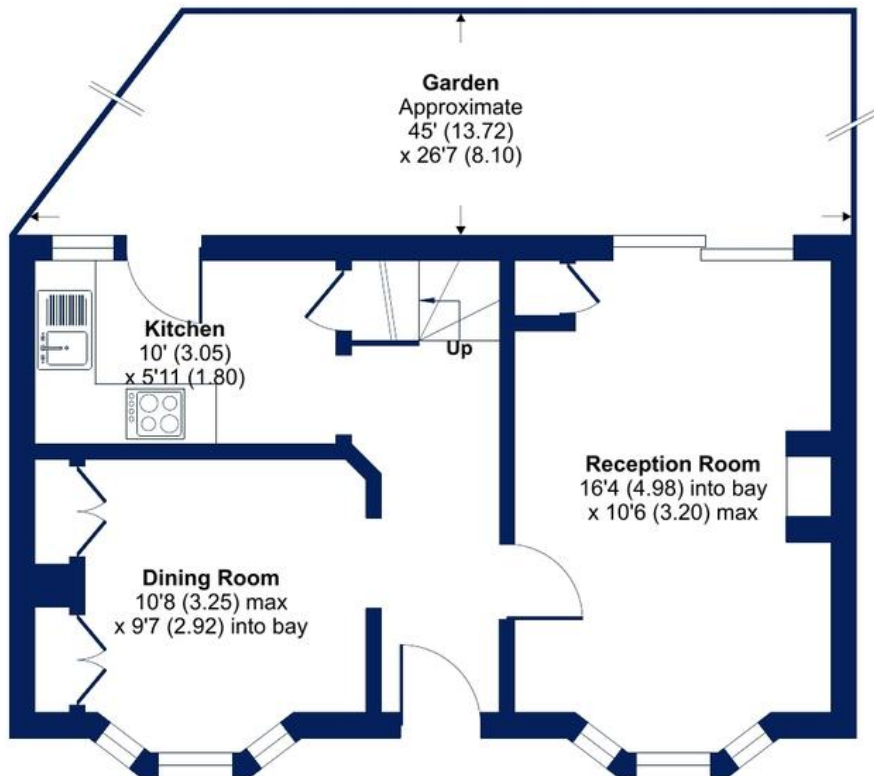 Garden
Approximate
45' (13.72)
x 26'7 (8.10)
Kitchen
10' (3.05)
x 5'11 (1.80)
Up
Reception Room
16'4 (4.98) into bay
x 10'6 (3.20) max
Dining Room
10'8 (3.25) max
x 9'7 (2.92) into bay